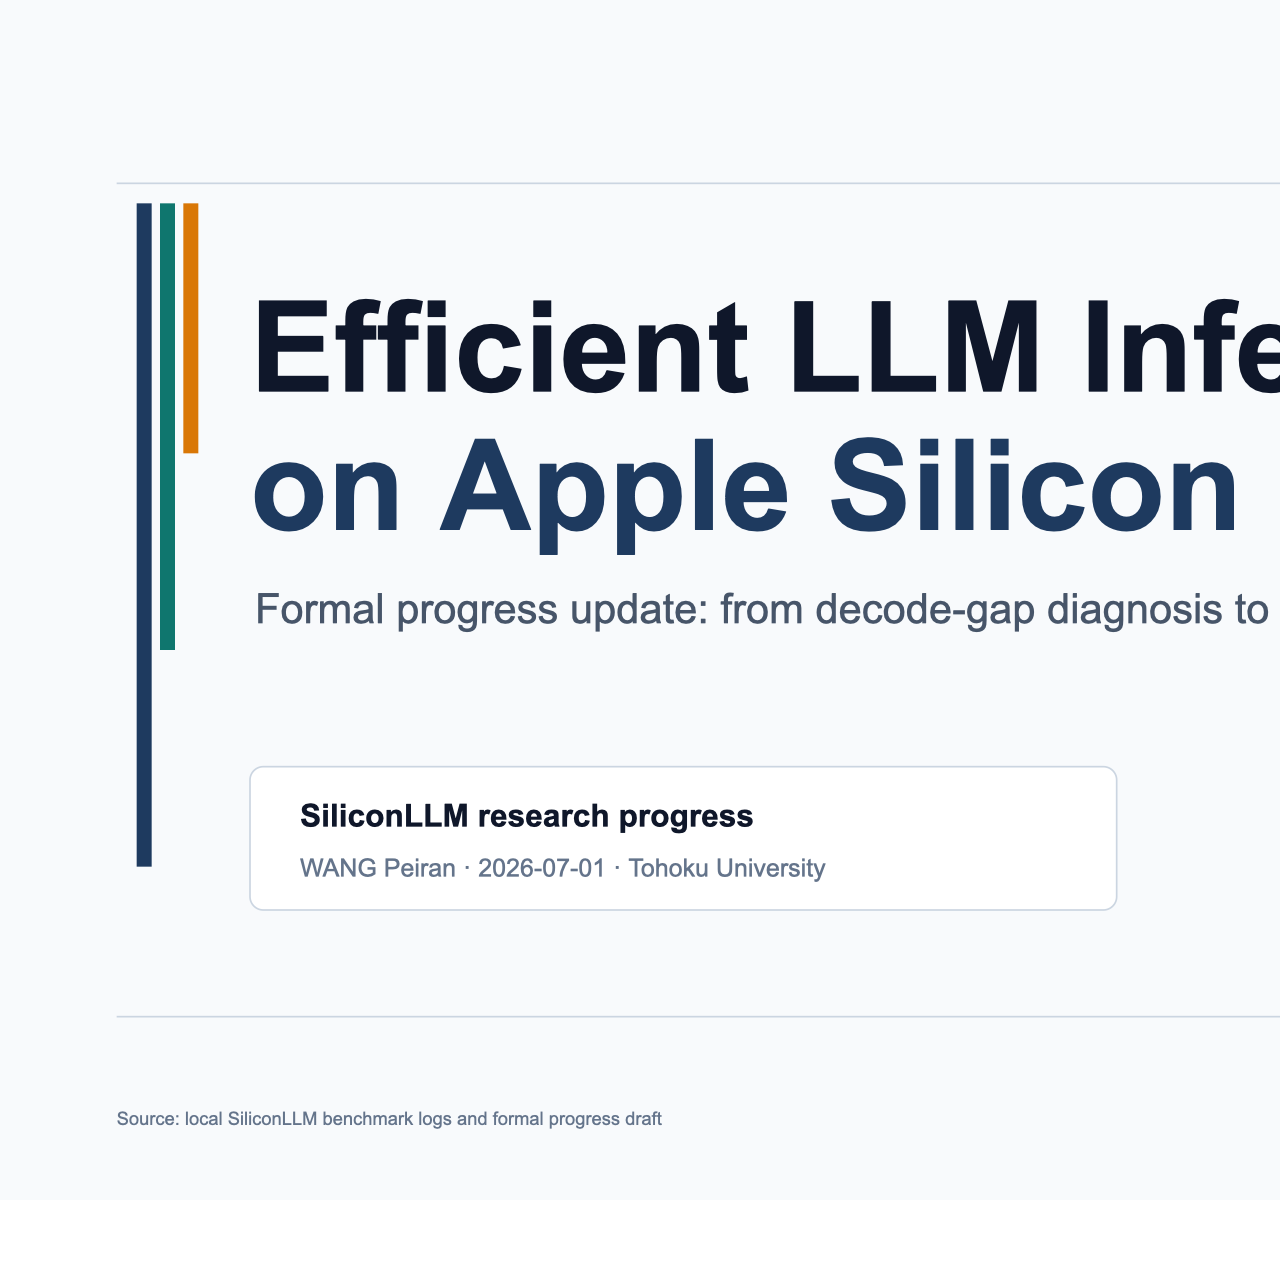 Efficient LLM Infe
on Apple Silicon
Formal progress update: from decode-gap diagnosis to
SiliconLLM research progress
WANG Peiran · 2026-07-01 · Tohoku University
Source: local SiliconLLM benchmark logs and formal progress draft